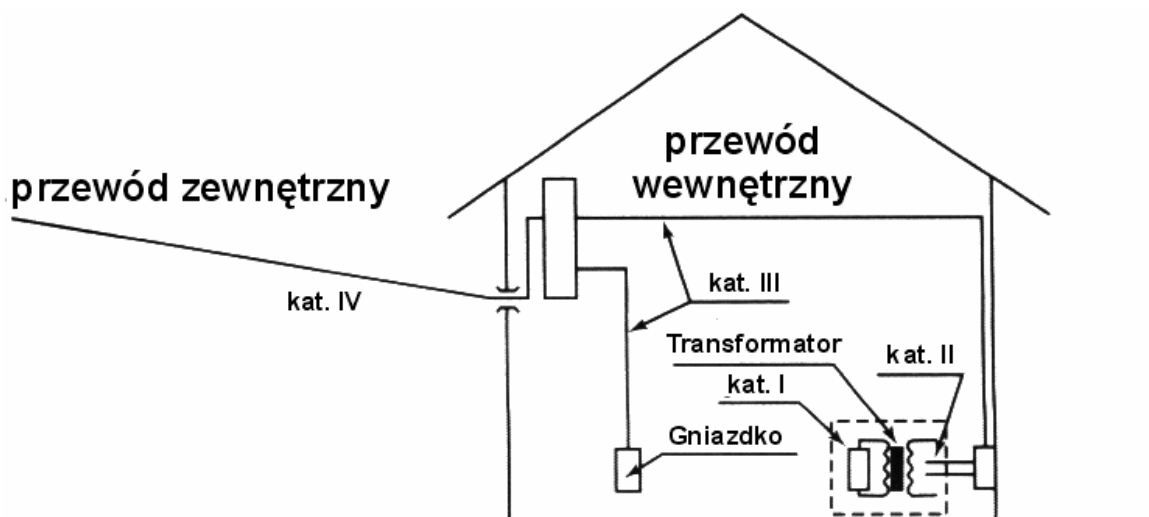 przewód
wewnętrzny
przewód zewnętrzny
kat. IV
kat. III
Transformator
kat. II
kat. I
Gniazdko